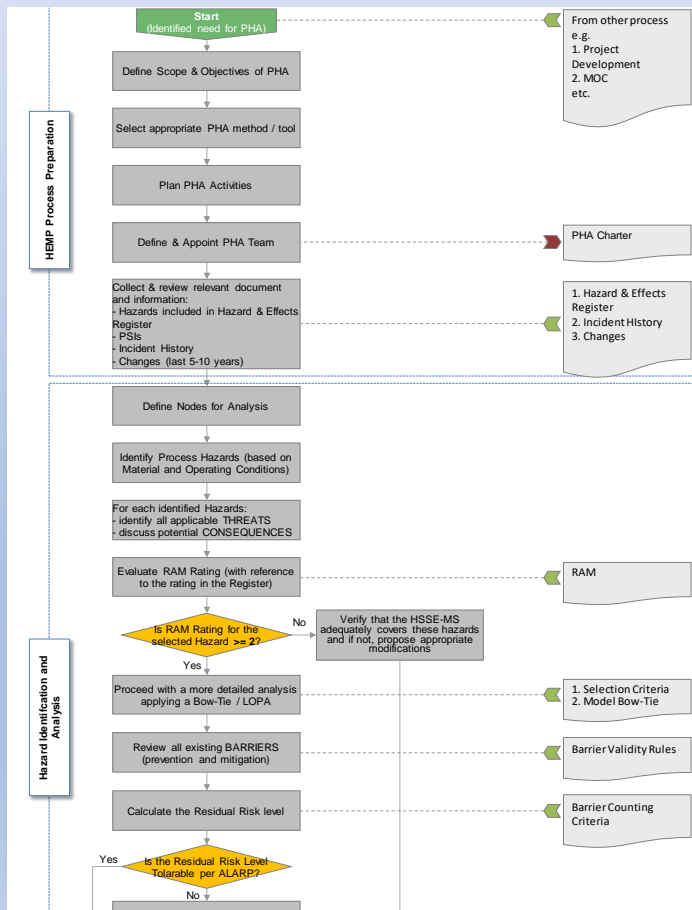 Start
(Identified need for PHA)
From other process
e.g.
1. Project
Development
2. MOC
etc.
Define Scope & Objectives of PHA
Select appropriate PHA method / tool
Plan PHA Activities
HEMP Process Preparation
Define & Appoint PHA Team
PHA Charter
Collect & review relevant document
and information:
- Hazards included in Hazard & Effects
Register
- PSIs
- Incident History
- Changes (last 5-10 years)
1. Hazard & Effects
Register
2. Incident HIstory
3. Changes
Define Nodes for Analysis
Identify Process Hazards (based on
Material and Operating Conditions)
For each identified Hazards:
- identify all applicable THREATS
- discuss potential CONSEQUENCES
Evaluate RAM Rating (with reference
to the rating in the Register)
RAM
Is RAM Rating for the
selected Hazard >= 2?
No
Verify that the HSSE-MS
adequately covers these hazards
and if not, propose appropriate
modifications
Yes
Hazard Identifcation and
Analysis
Proceed with a more detailed analysis
applying a Bow-Tie / LOPA
1. Selection Criteria
2. Model Bow-Tie
Review all existing BARRIERS
(prevention and mitigation)
Barrier Validity Rules
Calculate the Residual Risk level
Barrier Counting
Criteria
Yes
Is the Residual Risk Level
Tolarable per ALARP?
No